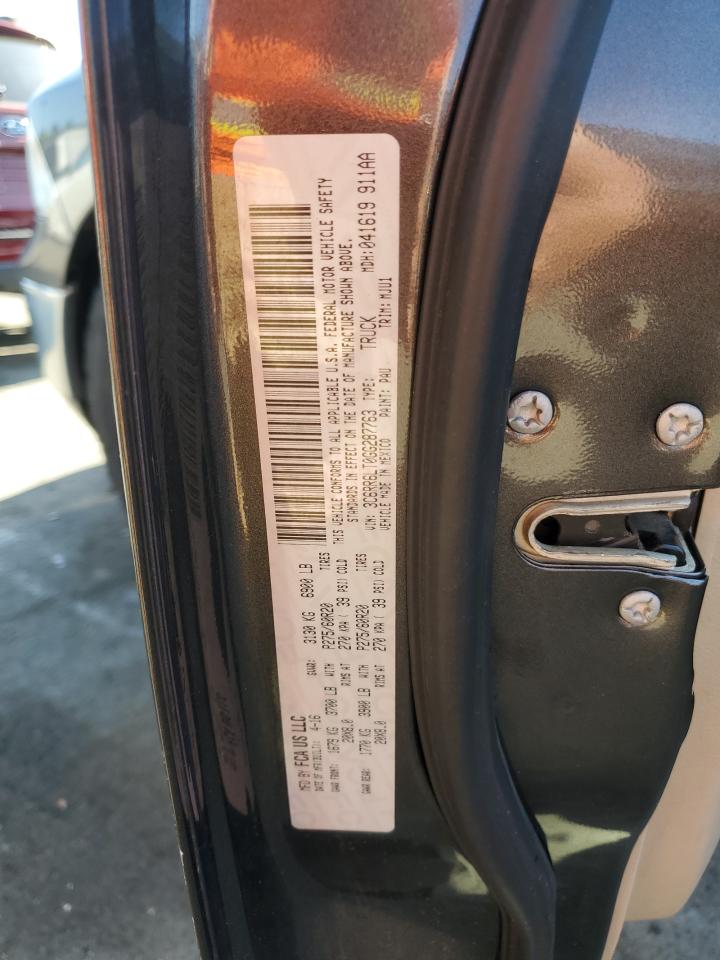 MFD BY FCA US LLC
DATE OF MFR(BUILT): 4-16 GVWR: 3130 KG 6900 LB
GAWR FRONT: 1679 KG 3700 LB WITH P275/60R20 TIRES
20X8.0 RIMS AT 270 KPA ( 39 PSI) COLD
GAWR REAR: 1770 KG 3900 LB WITH P275/60R20 TIRES
20X8.0 RIMS AT 270 KPA ( 39 PSI) COLD
THIS VEHICLE CONFORMS TO ALL APPLICABLE U.S.A. FEDERAL MOTOR VEHICLE SAFETY
STANDARDS IN EFFECT ON THE DATE OF MANUFACTURE SHOWN ABOVE.
VIN: 3C6RR6LT0GG287763 TYPE: TRUCK MDH: 041619 911AA
VEHICLE MADE IN MEXICO PAINT: PAU TRIM: MJU1